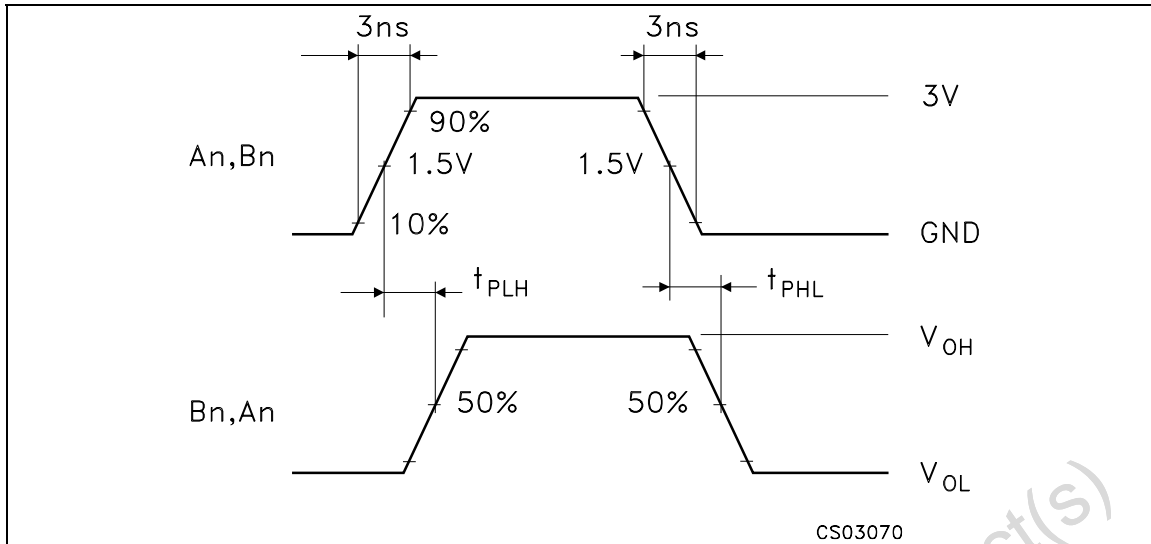 3ns 3ns
3V
90%
An,Bn 1.5V 1.5V
10%
GND
tPLH tPHL
VOH
50% 50%
Bn,An
VOL
CS03070
ct(s)